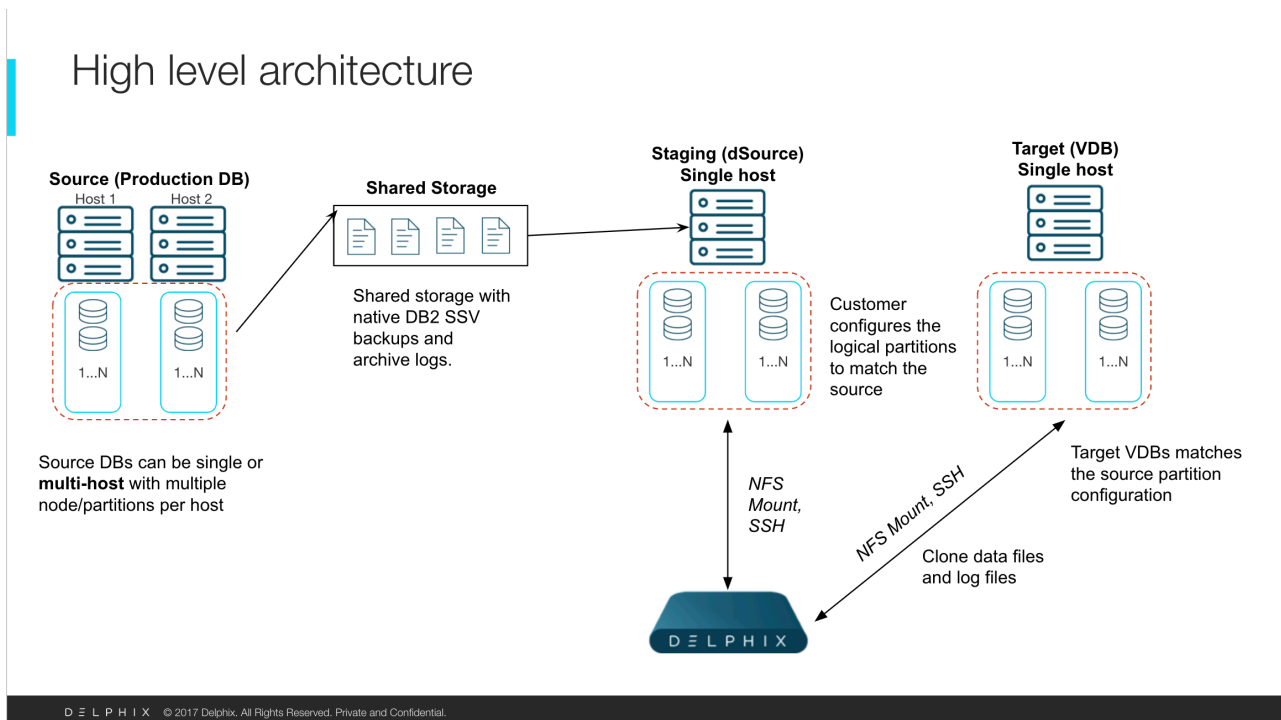 High level architecture
Source (Production DB)
Host 1
Host 2
1...N
1...N
Source DBs can be single or
multi-host with multiple
node/partitions per host
Shared Storage
Shared storage with
native DB2 SSV
backups and
archive logs.
Staging (dSource)
Single host
1...N
1...N
Customer
configures the
logical partitions
to match the
source
Target (VDB)
Single host
1...N
1...N
Target VDBs matches
the source partition
configuration
NFS
Mount,
SSH
NFS Mount, SSH
Clone data files
and log files
DELPHIX
DELPHIX © 2017 Delphix. All Rights Reserved. Private and Confidential.